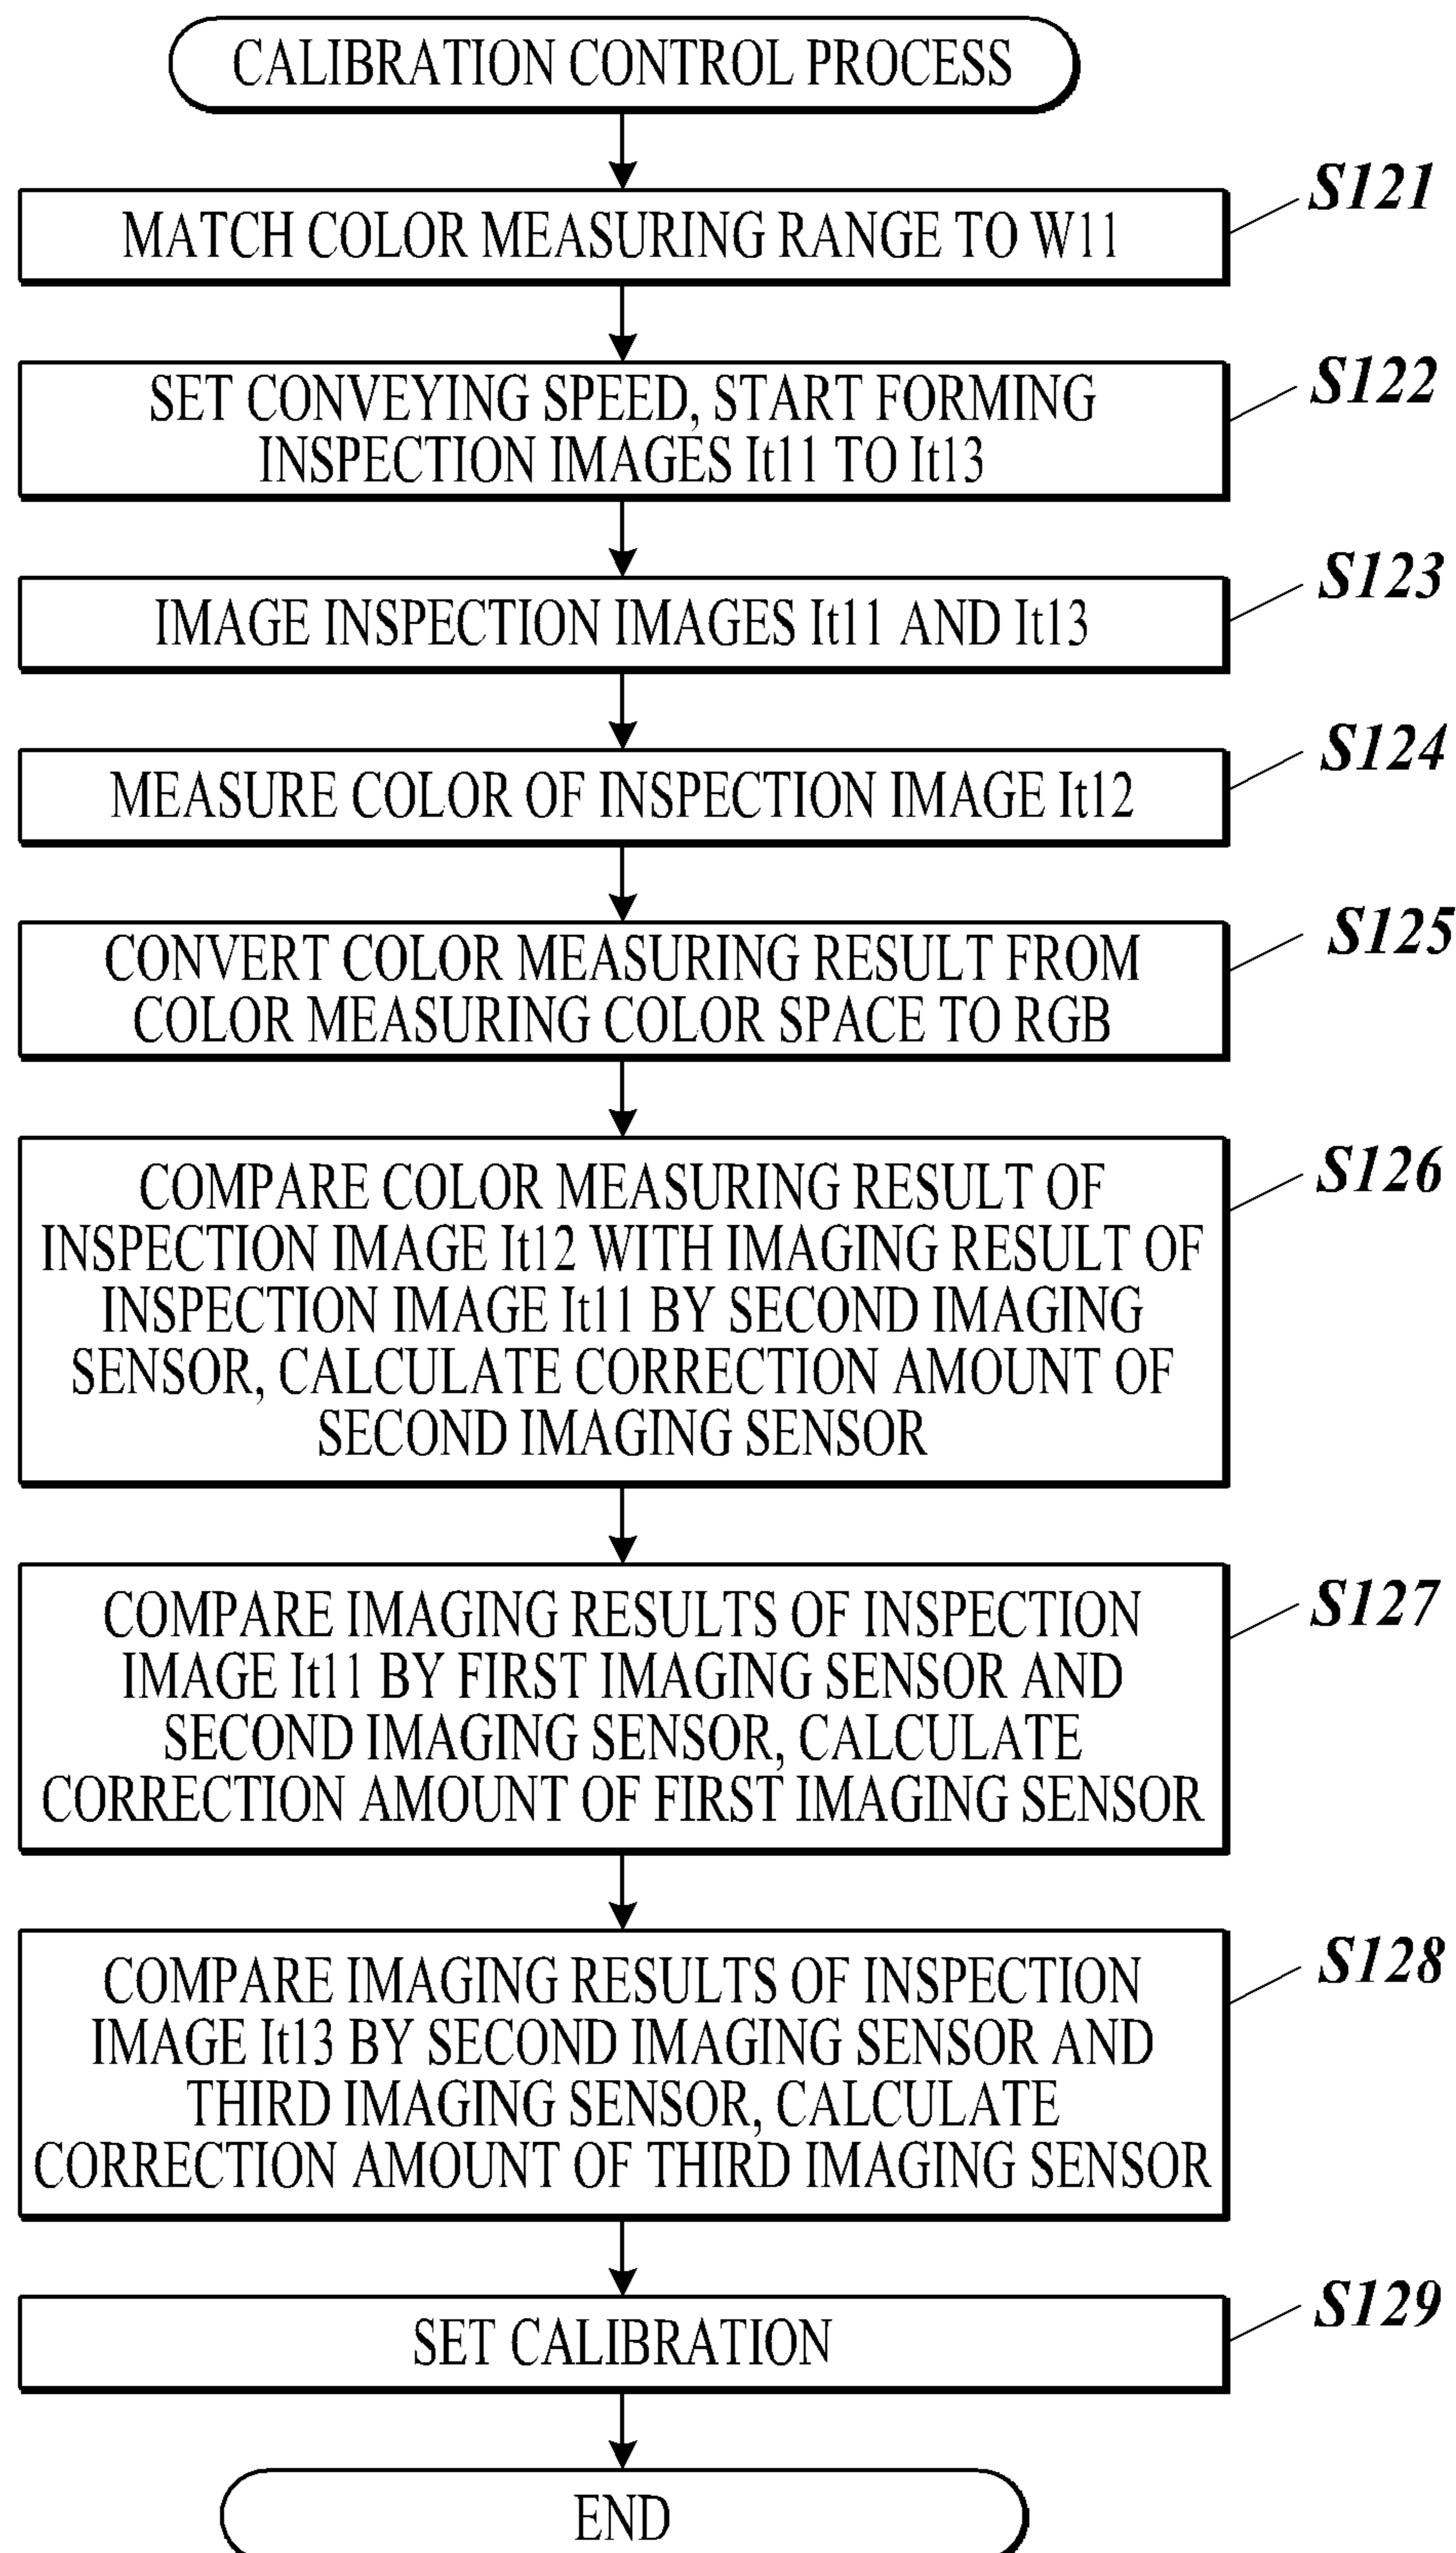 CALIBRATION CONTROL PROCESS
S121
MATCH COLOR MEASURING RANGE TO W11
S122
SET CONVEYING SPEED, START FORMING
INSPECTION IMAGES It11 TO It13
S123
IMAGE INSPECTION IMAGES It11 AND It13
S124
MEASURE COLOR OF INSPECTION IMAGE It12
S125
CONVERT COLOR MEASURING RESULT FROM
COLOR MEASURING COLOR SPACE TO RGB
S126
COMPARE COLOR MEASURING RESULT OF
INSPECTION IMAGE It12 WITH IMAGING RESULT OF
INSPECTION IMAGE It11 BY SECOND IMAGING
SENSOR, CALCULATE CORRECTION AMOUNT OF
SECOND IMAGING SENSOR
S127
COMPARE IMAGING RESULTS OF INSPECTION
IMAGE It11 BY FIRST IMAGING SENSOR AND
SECOND IMAGING SENSOR, CALCULATE
CORRECTION AMOUNT OF FIRST IMAGING SENSOR
S128
COMPARE IMAGING RESULTS OF INSPECTION
IMAGE It13 BY SECOND IMAGING SENSOR AND
THIRD IMAGING SENSOR, CALCULATE
CORRECTION AMOUNT OF THIRD IMAGING SENSOR
S129
SET CALIBRATION
END